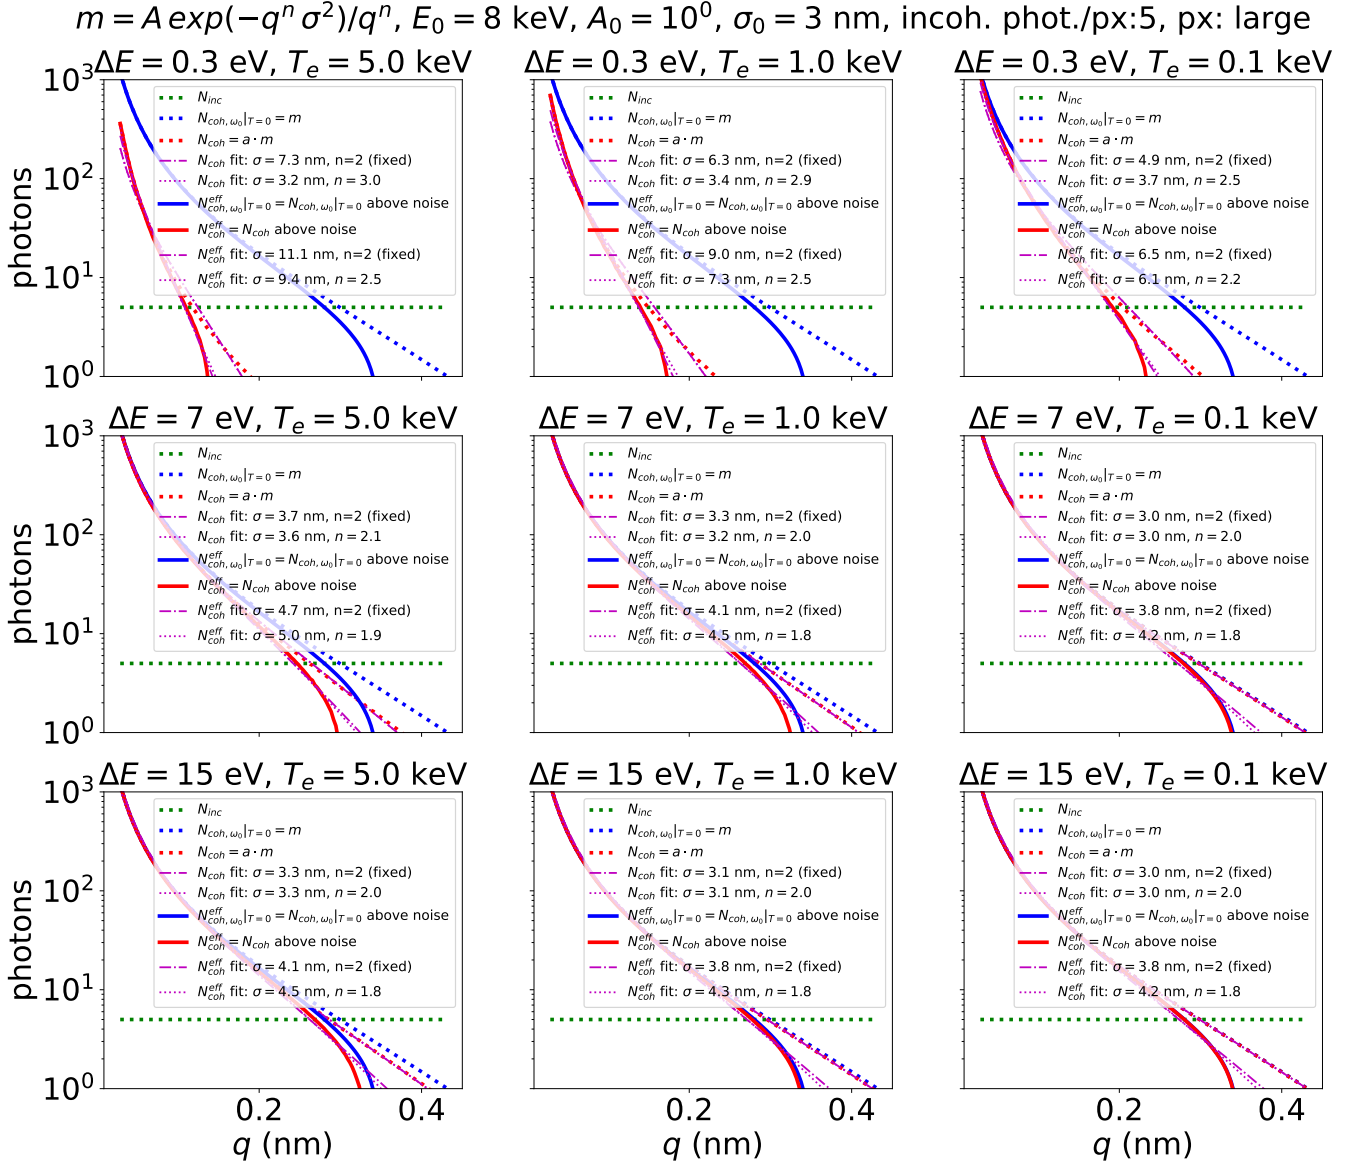 m = A exp(−qⁿ σ²)/qⁿ, E₀ = 8 keV, A₀ = 10⁰, σ₀ = 3 nm, incoh. phot./px:5, px: large
ΔE = 0.3 eV, Tₑ = 5.0 keV
photons
10³
10²
10¹
10⁰
0.2
0.4
N_inc
N_coh,ω₀|T=0 = m
N_coh = a · m
N_coh fit: σ = 7.3 nm, n=2 (fixed)
N_coh fit: σ = 3.2 nm, n = 3.0
N^eff_coh,ω₀|T=0 = N_coh,ω₀|T=0 above noise
N^eff_coh = N_coh above noise
N^eff_coh fit: σ = 11.1 nm, n=2 (fixed)
N^eff_coh fit: σ = 9.4 nm, n = 2.5
ΔE = 0.3 eV, Tₑ = 1.0 keV
N_inc
N_coh,ω₀|T=0 = m
N_coh = a · m
N_coh fit: σ = 6.3 nm, n=2 (fixed)
N_coh fit: σ = 3.4 nm, n = 2.9
N^eff_coh,ω₀|T=0 = N_coh,ω₀|T=0 above noise
N^eff_coh = N_coh above noise
N^eff_coh fit: σ = 9.0 nm, n=2 (fixed)
N^eff_coh fit: σ = 7.3 nm, n = 2.5
ΔE = 0.3 eV, Tₑ = 0.1 keV
N_inc
N_coh,ω₀|T=0 = m
N_coh = a · m
N_coh fit: σ = 4.9 nm, n=2 (fixed)
N_coh fit: σ = 3.7 nm, n = 2.5
N^eff_coh,ω₀|T=0 = N_coh,ω₀|T=0 above noise
N^eff_coh = N_coh above noise
N^eff_coh fit: σ = 6.5 nm, n=2 (fixed)
N^eff_coh fit: σ = 6.1 nm, n = 2.2
ΔE = 7 eV, Tₑ = 5.0 keV
photons
10³
10²
10¹
10⁰
N_inc
N_coh,ω₀|T=0 = m
N_coh = a · m
N_coh fit: σ = 3.7 nm, n=2 (fixed)
N_coh fit: σ = 3.6 nm, n = 2.1
N^eff_coh,ω₀|T=0 = N_coh,ω₀|T=0 above noise
N^eff_coh = N_coh above noise
N^eff_coh fit: σ = 4.7 nm, n=2 (fixed)
N^eff_coh fit: σ = 5.0 nm, n = 1.9
ΔE = 7 eV, Tₑ = 1.0 keV
N_inc
N_coh,ω₀|T=0 = m
N_coh = a · m
N_coh fit: σ = 3.3 nm, n=2 (fixed)
N_coh fit: σ = 3.2 nm, n = 2.0
N^eff_coh,ω₀|T=0 = N_coh,ω₀|T=0 above noise
N^eff_coh = N_coh above noise
N^eff_coh fit: σ = 4.1 nm, n=2 (fixed)
N^eff_coh fit: σ = 4.5 nm, n = 1.8
ΔE = 7 eV, Tₑ = 0.1 keV
N_inc
N_coh,ω₀|T=0 = m
N_coh = a · m
N_coh fit: σ = 3.0 nm, n=2 (fixed)
N_coh fit: σ = 3.0 nm, n = 2.0
N^eff_coh,ω₀|T=0 = N_coh,ω₀|T=0 above noise
N^eff_coh = N_coh above noise
N^eff_coh fit: σ = 3.8 nm, n=2 (fixed)
N^eff_coh fit: σ = 4.2 nm, n = 1.8
ΔE = 15 eV, Tₑ = 5.0 keV
photons
10³
10²
10¹
10⁰
N_inc
N_coh,ω₀|T=0 = m
N_coh = a · m
N_coh fit: σ = 3.3 nm, n=2 (fixed)
N_coh fit: σ = 3.3 nm, n = 2.0
N^eff_coh,ω₀|T=0 = N_coh,ω₀|T=0 above noise
N^eff_coh = N_coh above noise
N^eff_coh fit: σ = 4.1 nm, n=2 (fixed)
N^eff_coh fit: σ = 4.5 nm, n = 1.8
0.2
0.4
q (nm)
ΔE = 15 eV, Tₑ = 1.0 keV
N_inc
N_coh,ω₀|T=0 = m
N_coh = a · m
N_coh fit: σ = 3.1 nm, n=2 (fixed)
N_coh fit: σ = 3.1 nm, n = 2.0
N^eff_coh,ω₀|T=0 = N_coh,ω₀|T=0 above noise
N^eff_coh = N_coh above noise
N^eff_coh fit: σ = 3.8 nm, n=2 (fixed)
N^eff_coh fit: σ = 4.3 nm, n = 1.8
0.2
0.4
q (nm)
ΔE = 15 eV, Tₑ = 0.1 keV
N_inc
N_coh,ω₀|T=0 = m
N_coh = a · m
N_coh fit: σ = 3.0 nm, n=2 (fixed)
N_coh fit: σ = 3.0 nm, n = 2.0
N^eff_coh,ω₀|T=0 = N_coh,ω₀|T=0 above noise
N^eff_coh = N_coh above noise
N^eff_coh fit: σ = 3.8 nm, n=2 (fixed)
N^eff_coh fit: σ = 4.2 nm, n = 1.8
0.2
0.4
q (nm)